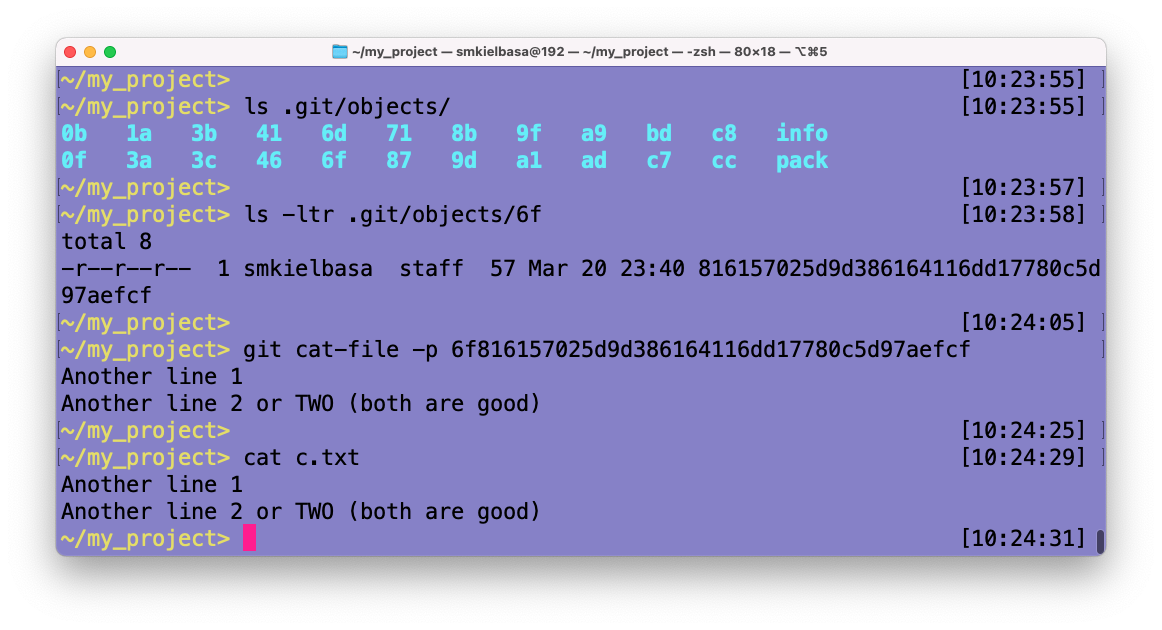 ~/my_project — smkielbasa@192 — ~/my_project — -zsh — 80×18 — ⌥⌘5
~/my_project> [10:23:55]
~/my_project> ls .git/objects/ [10:23:55]
0b 1a 3b 41 6d 71 8b 9f a9 bd c8 info
0f 3a 3c 46 6f 87 9d a1 ad c7 cc pack
~/my_project> [10:23:57]
~/my_project> ls -ltr .git/objects/6f [10:23:58]
total 8
-r--r--r-- 1 smkielbasa staff 57 Mar 20 23:40 816157025d9d386164116dd17780c5d
97aefcf
~/my_project> [10:24:05]
~/my_project> git cat-file -p 6f816157025d9d386164116dd17780c5d97aefcf
Another line 1
Another line 2 or TWO (both are good)
~/my_project> [10:24:25]
~/my_project> cat c.txt [10:24:29]
Another line 1
Another line 2 or TWO (both are good)
~/my_project> [10:24:31]